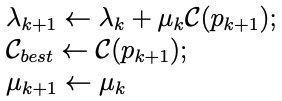 λ_{k+1} ← λ_k + μ_k 𝒞(p_{k+1});
𝒞_{best} ← 𝒞(p_{k+1});
μ_{k+1} ← μ_k